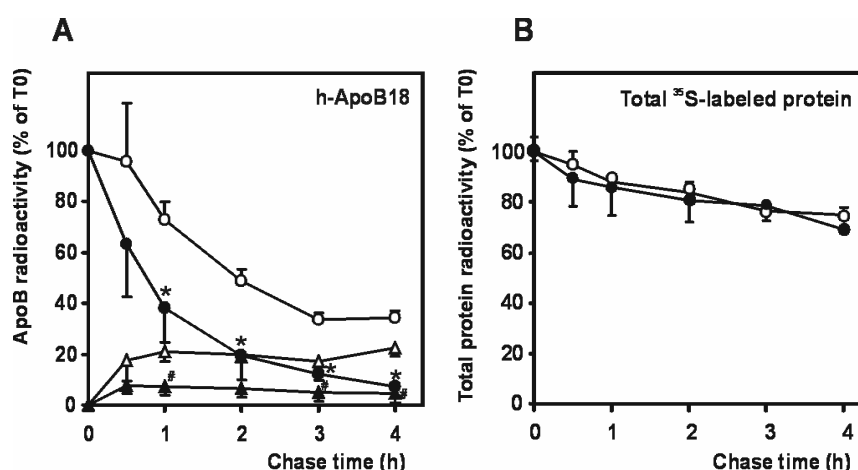 A
B
h-ApoB18
Total ³⁵S-labeled protein
ApoB radioactivity (% of T0)
100
80
60
40
20
0
* * * *
# # #
0 1 2 3 4
Chase time (h)
Total protein radioactivity (% of T0)
100
80
60
40
20
0
0 1 2 3 4
Chase time (h)